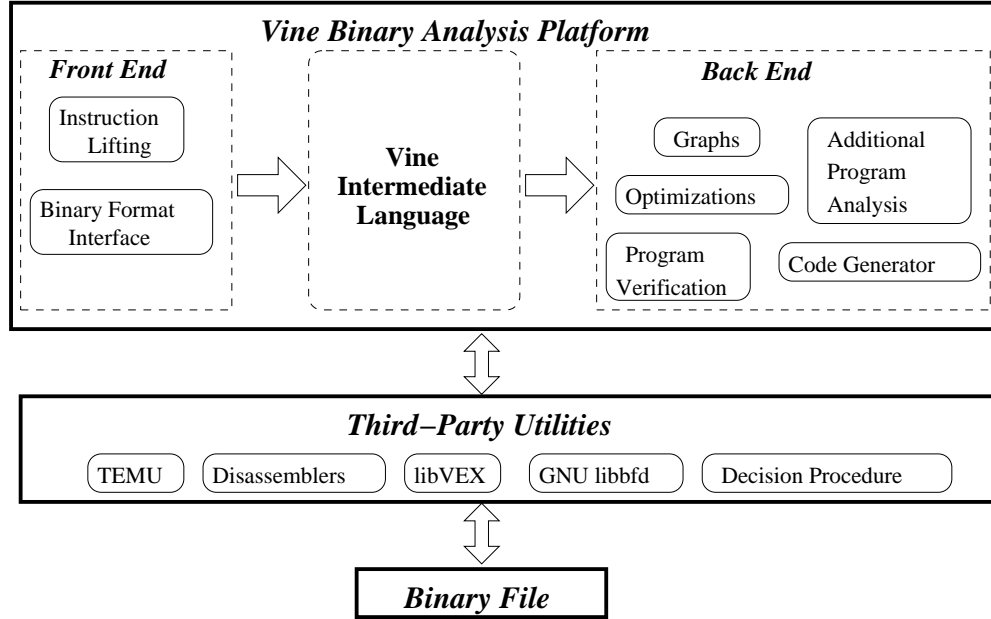 Vine Binary Analysis Platform
Front End
Instruction
Lifting
Binary Format
Interface
Vine
Intermediate
Language
Back End
Graphs
Optimizations
Program
Verification
Additional
Program
Analysis
Code Generator
Third−Party Utilities
TEMU
Disassemblers
libVEX
GNU libbfd
Decision Procedure
Binary File